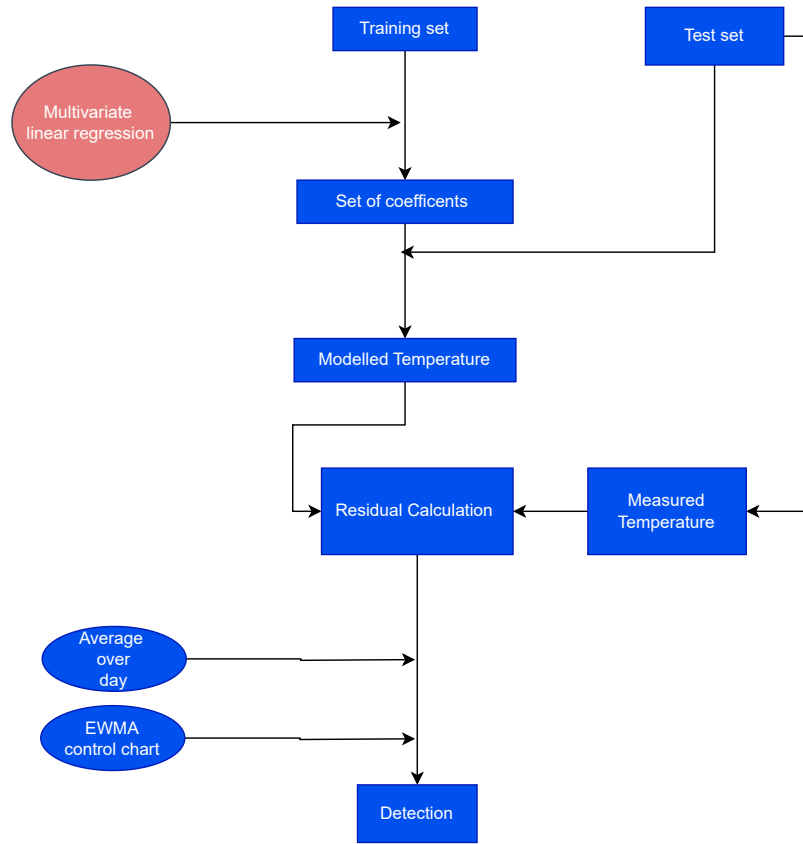 Training set
Test set
Multivariate
linear regression
Set of coefficents
Modelled Temperature
Residual Calculation
Measured
Temperature
Average
over
day
EWMA
control chart
Detection